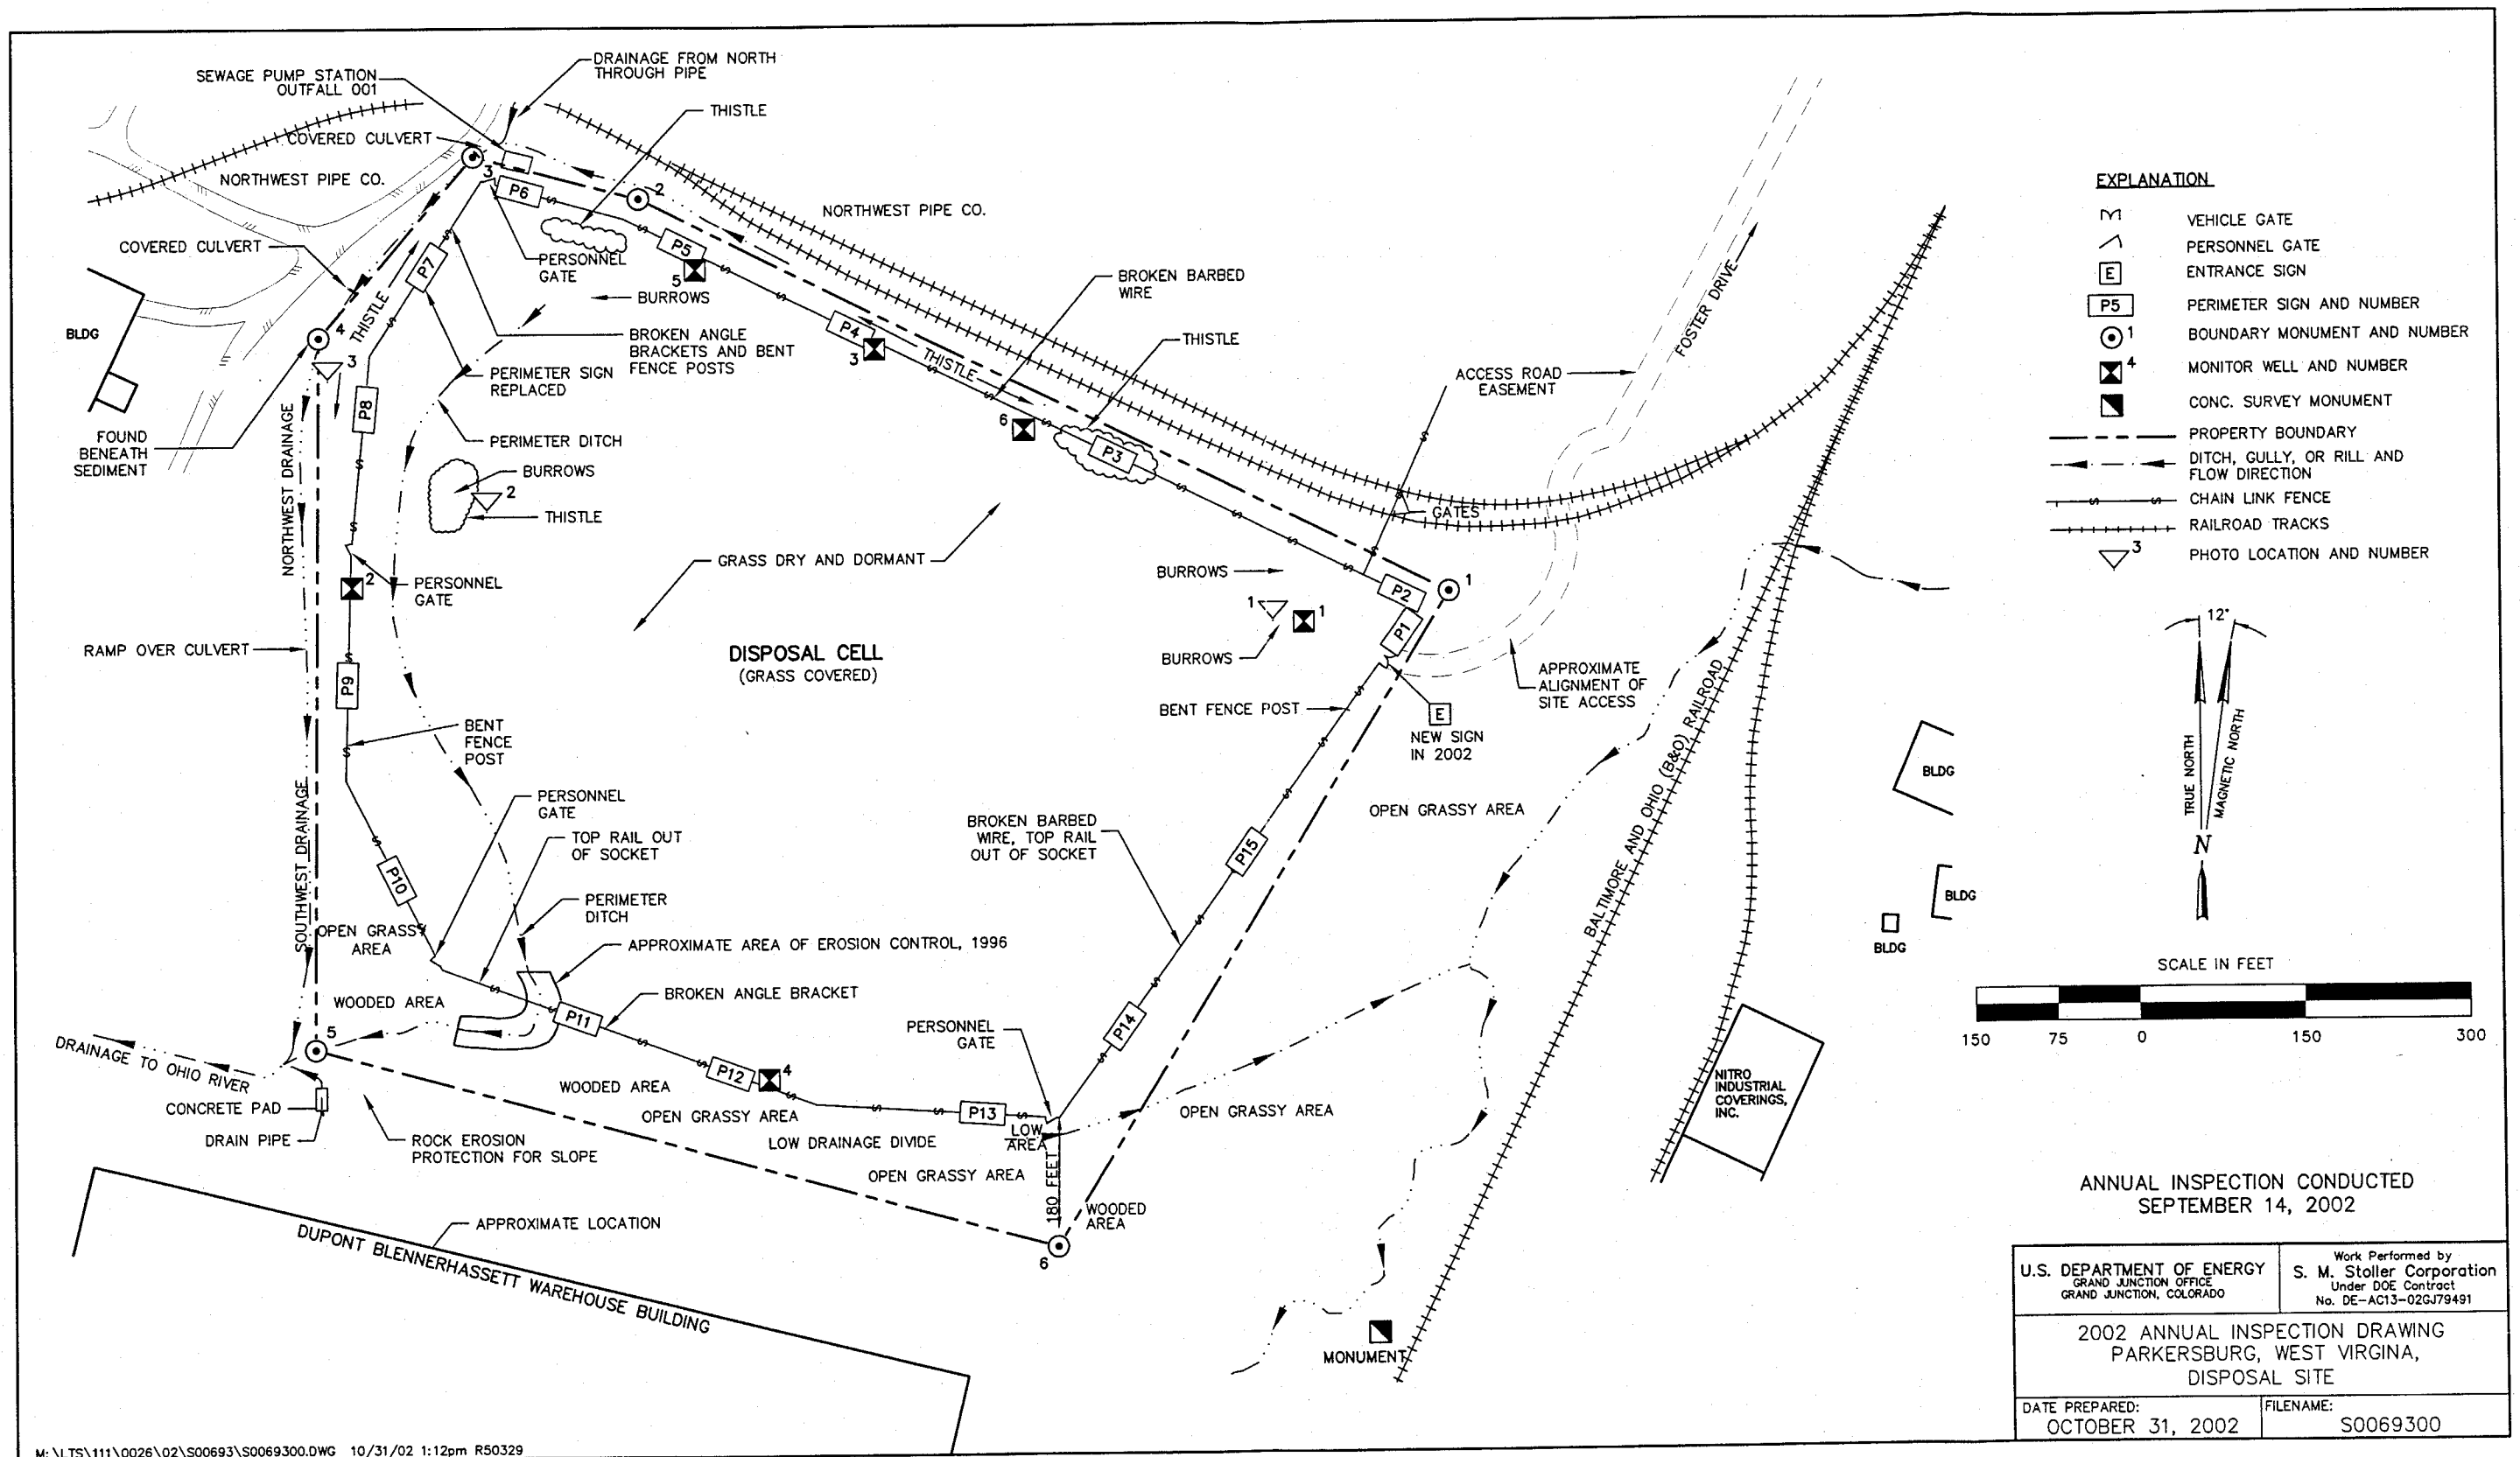 DRAINAGE FROM NORTH
THROUGH PIPE
SEWAGE PUMP STATION
OUTFALL 001
THISTLE
COVERED CULVERT
NORTHWEST PIPE CO.
3
P6
2
NORTHWEST PIPE CO.
COVERED CULVERT
P7
PERSONNEL
GATE
P5
5
BURROWS
BROKEN BARBED
WIRE
BLDG
4
THISTLE
3
BROKEN ANGLE
BRACKETS AND BENT
FENCE POSTS
P4
3
THISTLE
THISTLE
PERIMETER SIGN
REPLACED
P8
FOUND
BENEATH
SEDIMENT
PERIMETER DITCH
6
P3
ACCESS ROAD
EASEMENT
FOSTER DRIVE
NORTHWEST DRAINAGE
BURROWS
2
THISTLE
GATES
GRASS DRY AND DORMANT
PERSONNEL
GATE
2
BURROWS
1
1
P2
1
P1
BURROWS
RAMP OVER CULVERT
DISPOSAL CELL
(GRASS COVERED)
P9
APPROXIMATE
ALIGNMENT OF
SITE ACCESS
BENT FENCE POST
E
NEW SIGN
IN 2002
BENT
FENCE
POST
BALTIMORE AND OHIO (B&O) RAILROAD
BLDG
SOUTHWEST DRAINAGE
PERSONNEL
GATE
TOP RAIL OUT
OF SOCKET
BROKEN BARBED
WIRE, TOP RAIL
OUT OF SOCKET
P15
OPEN GRASSY AREA
P10
PERIMETER
DITCH
BLDG
BLDG
OPEN GRASSY
AREA
APPROXIMATE AREA OF EROSION CONTROL, 1996
BROKEN ANGLE BRACKET
WOODED AREA
P11
PERSONNEL
GATE
P14
5
DRAINAGE TO OHIO RIVER
P12
4
WOODED AREA
OPEN GRASSY AREA
P13
OPEN GRASSY AREA
CONCRETE PAD
DRAIN PIPE
ROCK EROSION
PROTECTION FOR SLOPE
LOW DRAINAGE DIVIDE
LOW
AREA
OPEN GRASSY AREA
180 FEET
WOODED
AREA
6
NITRO
INDUSTRIAL
COVERINGS,
INC.
APPROXIMATE LOCATION
DUPONT BLENNERHASSETT WAREHOUSE BUILDING
MONUMENT
EXPLANATION
VEHICLE GATE
PERSONNEL GATE
E ENTRANCE SIGN
P5 PERIMETER SIGN AND NUMBER
1 BOUNDARY MONUMENT AND NUMBER
4 MONITOR WELL AND NUMBER
CONC. SURVEY MONUMENT
PROPERTY BOUNDARY
DITCH, GULLY, OR RILL AND
FLOW DIRECTION
S S CHAIN LINK FENCE
RAILROAD TRACKS
3 PHOTO LOCATION AND NUMBER
12°
TRUE NORTH
MAGNETIC NORTH
N
SCALE IN FEET
150 75 0 150 300
ANNUAL INSPECTION CONDUCTED
SEPTEMBER 14, 2002
U.S. DEPARTMENT OF ENERGY
GRAND JUNCTION OFFICE
GRAND JUNCTION, COLORADO
Work Performed by
S. M. Stoller Corporation
Under DOE Contract
No. DE-AC13-02GJ79491
2002 ANNUAL INSPECTION DRAWING
PARKERSBURG, WEST VIRGINA,
DISPOSAL SITE
DATE PREPARED:
OCTOBER 31, 2002
FILENAME:
S0069300
M:\LTS\111\0026\02\S00693\S0069300.DWG 10/31/02 1:12pm R50329